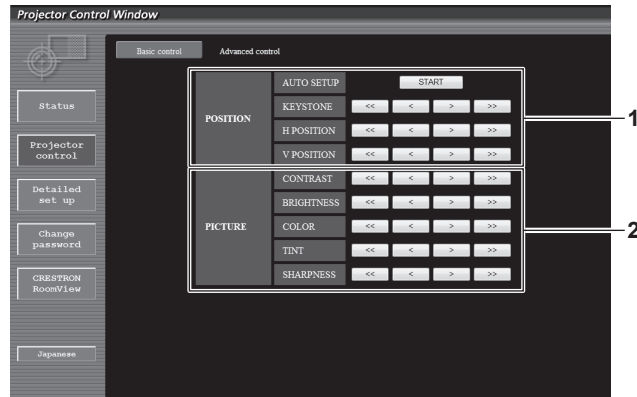 Projector Control Window
Basic control Advanced control
Status
Projector
control
Detailed
set up
Change
password
CRESTRON
RoomView
Japanese
POSITION
AUTO SETUP START
KEYSTONE << < > >>
H POSITION << < > >>
V POSITION << < > >>
1
PICTURE
CONTRAST << < > >>
BRIGHTNESS << < > >>
COLOR << < > >>
TINT << < > >>
SHARPNESS << < > >>
2